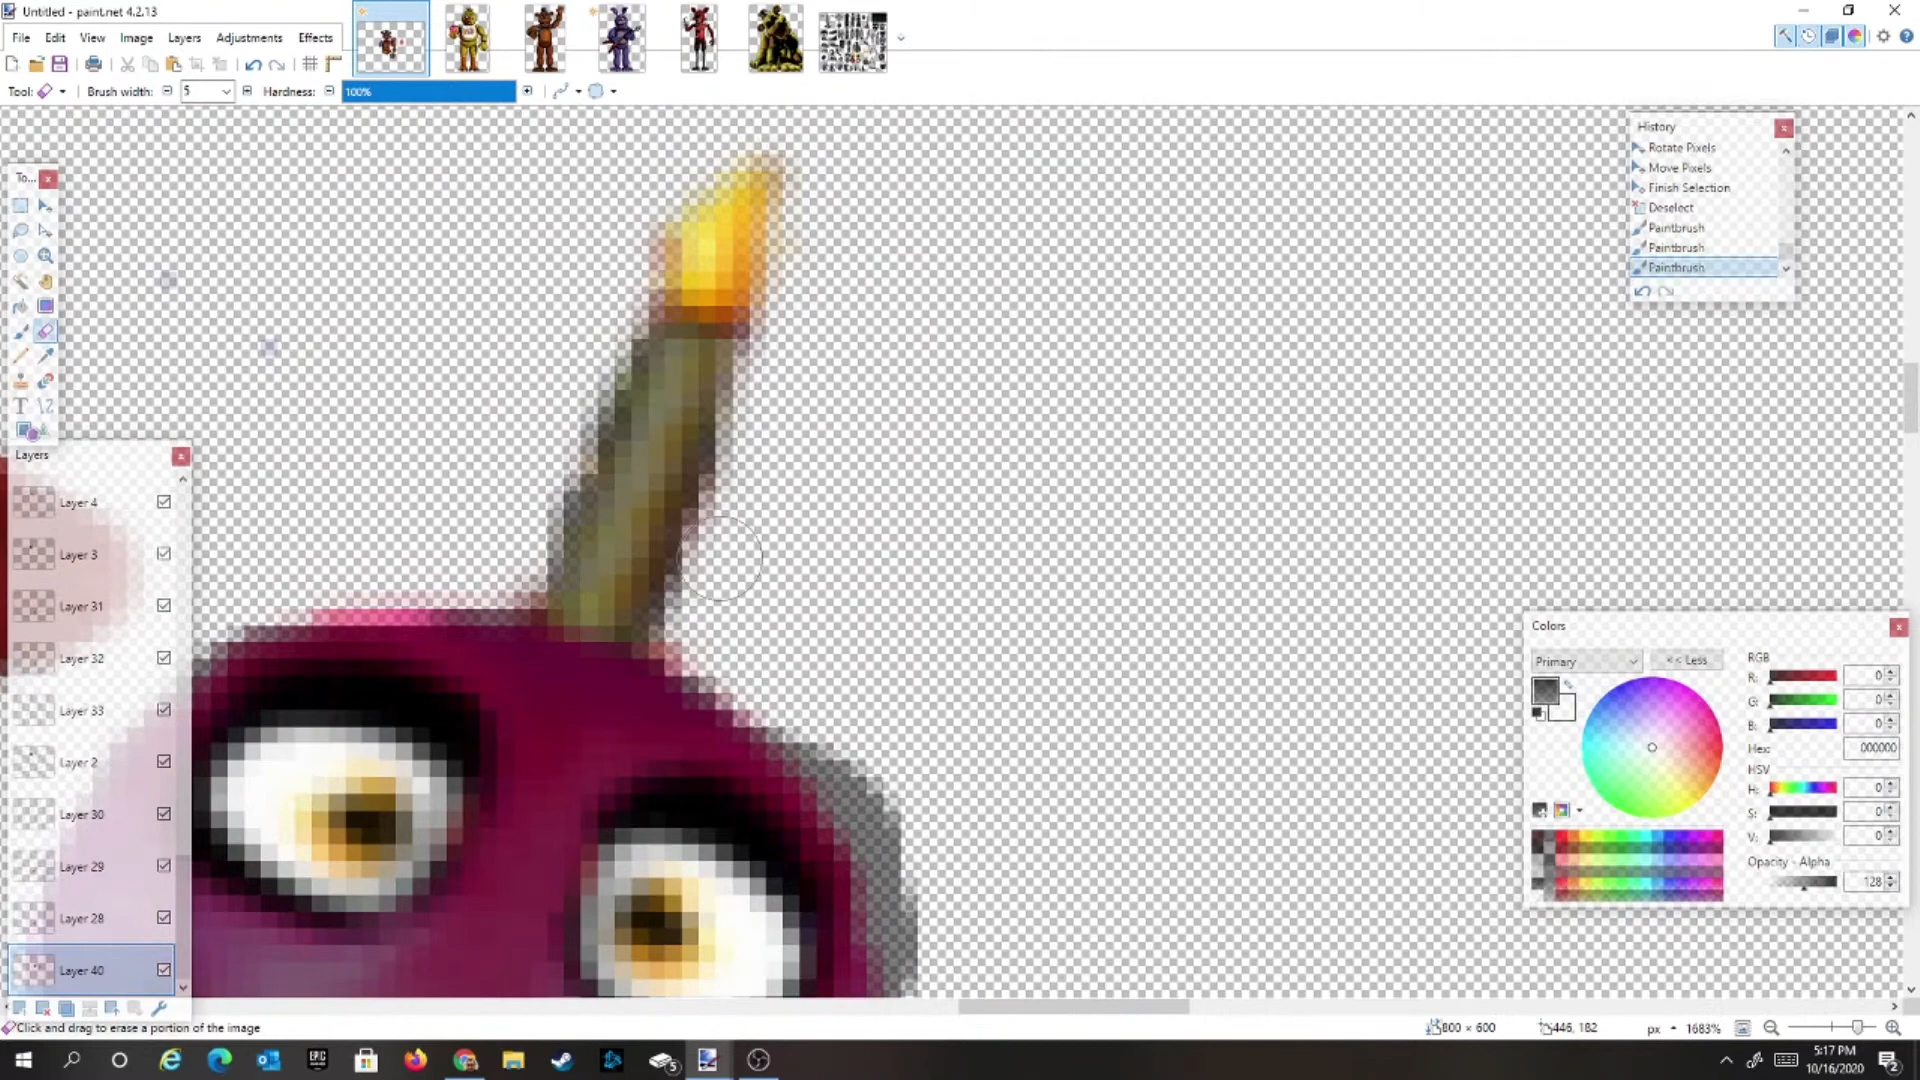 Untitled - paint.net 4.2.13
File Edit View Image Layers Adjustments Effects
Tool: Brush width: 5 Hardness: 100%
History
Rotate Pixels
Move Pixels
Finish Selection
Deselect
Paintbrush
Paintbrush
Paintbrush
To...
Layers
Layer 4
Layer 3
Layer 31
Layer 32
Layer 33
Layer 2
Layer 30
Layer 29
Layer 28
Layer 40
Colors
Primary
<< Less
RGB
R: 0
G: 0
B: 0
Hex: 000000
HSV
H: 0
S: 0
V: 0
Opacity - Alpha
128
Click and drag to erase a portion of the image
800 × 600
446, 182
px
1683%
5:17 PM
10/16/2020
EPIC
5
2